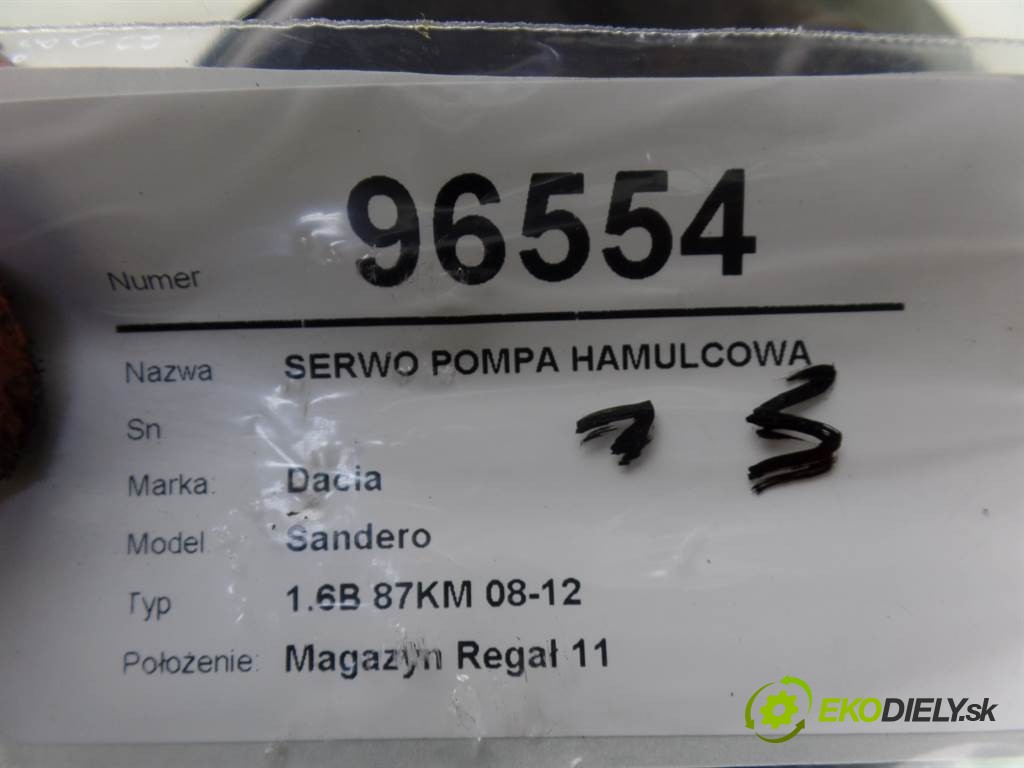 Numer 96554
Nazwa SERWO POMPA HAMULCOWA
Sn
Marka: Dacia
Model Sandero
Typ 1.6B 87KM 08-12
Położenie: Magazyn Regał 11
EKODIELY.sk